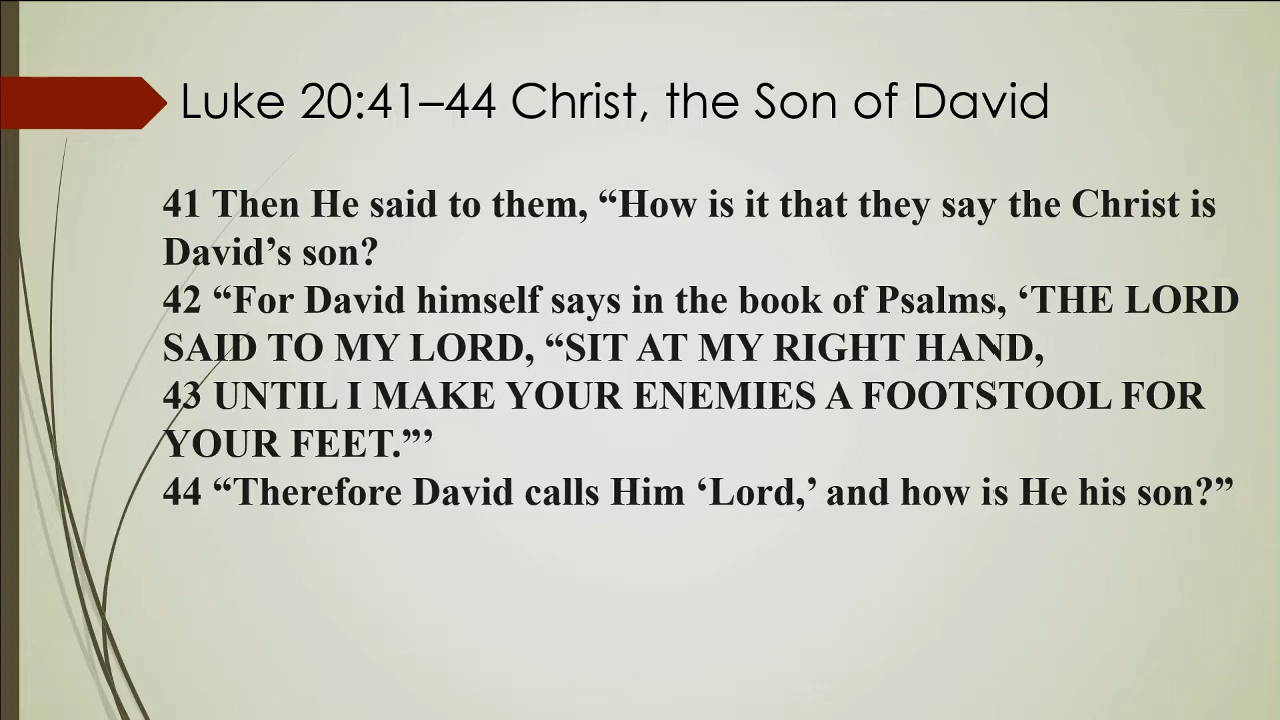 Luke 20:41–44 Christ, the Son of David
41 Then He said to them, “How is it that they say the Christ is
David’s son?
42 “For David himself says in the book of Psalms, ‘THE LORD
SAID TO MY LORD, “SIT AT MY RIGHT HAND,
43 UNTIL I MAKE YOUR ENEMIES A FOOTSTOOL FOR
YOUR FEET.”’
44 “Therefore David calls Him ‘Lord,’ and how is He his son?”